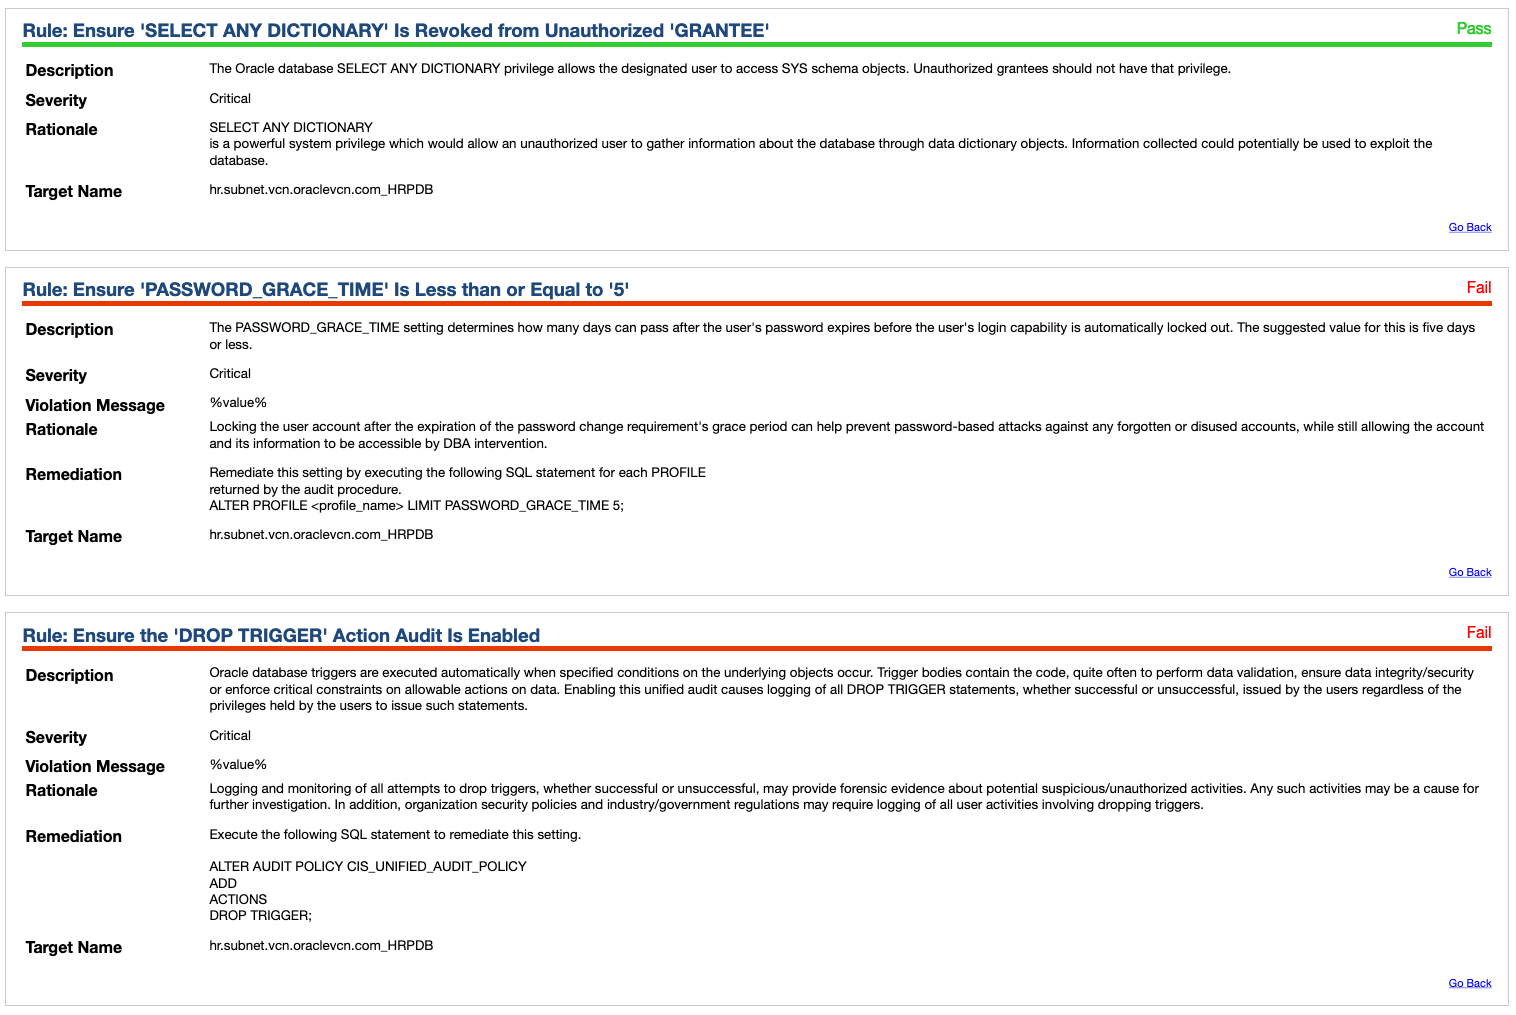 Rule: Ensure 'SELECT ANY DICTIONARY' Is Revoked from Unauthorized 'GRANTEE'
Pass
Description
The Oracle database SELECT ANY DICTIONARY privilege allows the designated user to access SYS schema objects. Unauthorized grantees should not have that privilege.
Severity
Critical
Rationale
SELECT ANY DICTIONARY
is a powerful system privilege which would allow an unauthorized user to gather information about the database through data dictionary objects. Information collected could potentially be used to exploit the
database.
Target Name
hr.subnet.vcn.oraclevcn.com_HRPDB
Go Back
Rule: Ensure 'PASSWORD_GRACE_TIME' Is Less than or Equal to '5'
Fail
Description
The PASSWORD_GRACE_TIME setting determines how many days can pass after the user's password expires before the user's login capability is automatically locked out. The suggested value for this is five days
or less.
Severity
Critical
Violation Message
%value%
Rationale
Locking the user account after the expiration of the password change requirement's grace period can help prevent password-based attacks against any forgotten or disused accounts, while still allowing the account
and its information to be accessible by DBA intervention.
Remediation
Remediate this setting by executing the following SQL statement for each PROFILE
returned by the audit procedure.
ALTER PROFILE <profile_name> LIMIT PASSWORD_GRACE_TIME 5;
Target Name
hr.subnet.vcn.oraclevcn.com_HRPDB
Go Back
Rule: Ensure the 'DROP TRIGGER' Action Audit Is Enabled
Fail
Description
Oracle database triggers are executed automatically when specified conditions on the underlying objects occur. Trigger bodies contain the code, quite often to perform data validation, ensure data integrity/security
or enforce critical constraints on allowable actions on data. Enabling this unified audit causes logging of all DROP TRIGGER statements, whether successful or unsuccessful, issued by the users regardless of the
privileges held by the users to issue such statements.
Severity
Critical
Violation Message
%value%
Rationale
Logging and monitoring of all attempts to drop triggers, whether successful or unsuccessful, may provide forensic evidence about potential suspicious/unauthorized activities. Any such activities may be a cause for
further investigation. In addition, organization security policies and industry/government regulations may require logging of all user activities involving dropping triggers.
Remediation
Execute the following SQL statement to remediate this setting.
ALTER AUDIT POLICY CIS_UNIFIED_AUDIT_POLICY
ADD
ACTIONS
DROP TRIGGER;
Target Name
hr.subnet.vcn.oraclevcn.com_HRPDB
Go Back